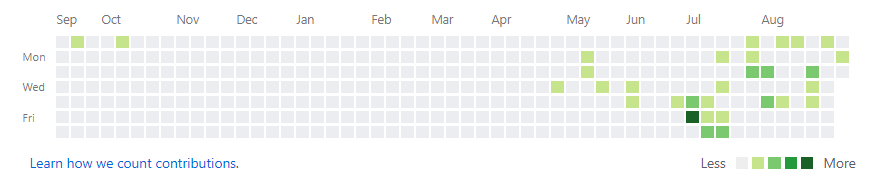 Sep Oct Nov Dec Jan Feb Mar Apr May Jun Jul Aug
Mon
Wed
Fri
Learn how we count contributions. Less More